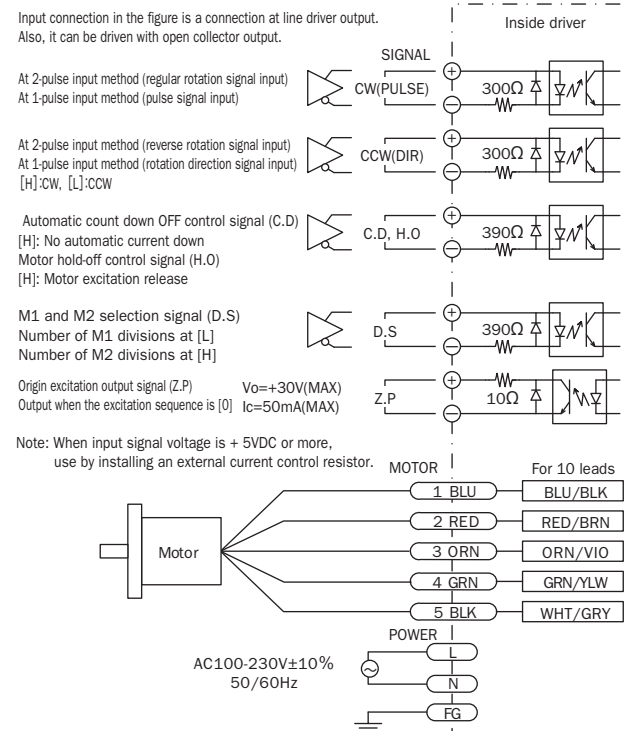 Input connection in the figure is a connection at line driver output.
Also, it can be driven with open collector output.
Inside driver
SIGNAL
At 2-pulse input method (regular rotation signal input)
At 1-pulse input method (pulse signal input)
CW(PULSE)
+
−
300Ω
At 2-pulse input method (reverse rotation signal input)
At 1-pulse input method (rotation direction signal input)
[H]:CW, [L]:CCW
CCW(DIR)
+
−
300Ω
Automatic count down OFF control signal (C.D)
[H]: No automatic current down
Motor hold-off control signal (H.O)
[H]: Motor excitation release
C.D, H.O
+
−
390Ω
M1 and M2 selection signal (D.S)
Number of M1 divisions at [L]
Number of M2 divisions at [H]
D.S
+
−
390Ω
Origin excitation output signal (Z.P) Vo=+30V(MAX)
Output when the excitation sequence is [0] Ic=50mA(MAX)
Z.P
+
−
10Ω
Note: When input signal voltage is + 5VDC or more,
use by installing an external current control resistor.
MOTOR
For 10 leads
Motor
1 BLU BLU/BLK
2 RED RED/BRN
3 ORN ORN/VIO
4 GRN GRN/YLW
5 BLK WHT/GRY
POWER
AC100-230V±10%
50/60Hz
L
N
FG